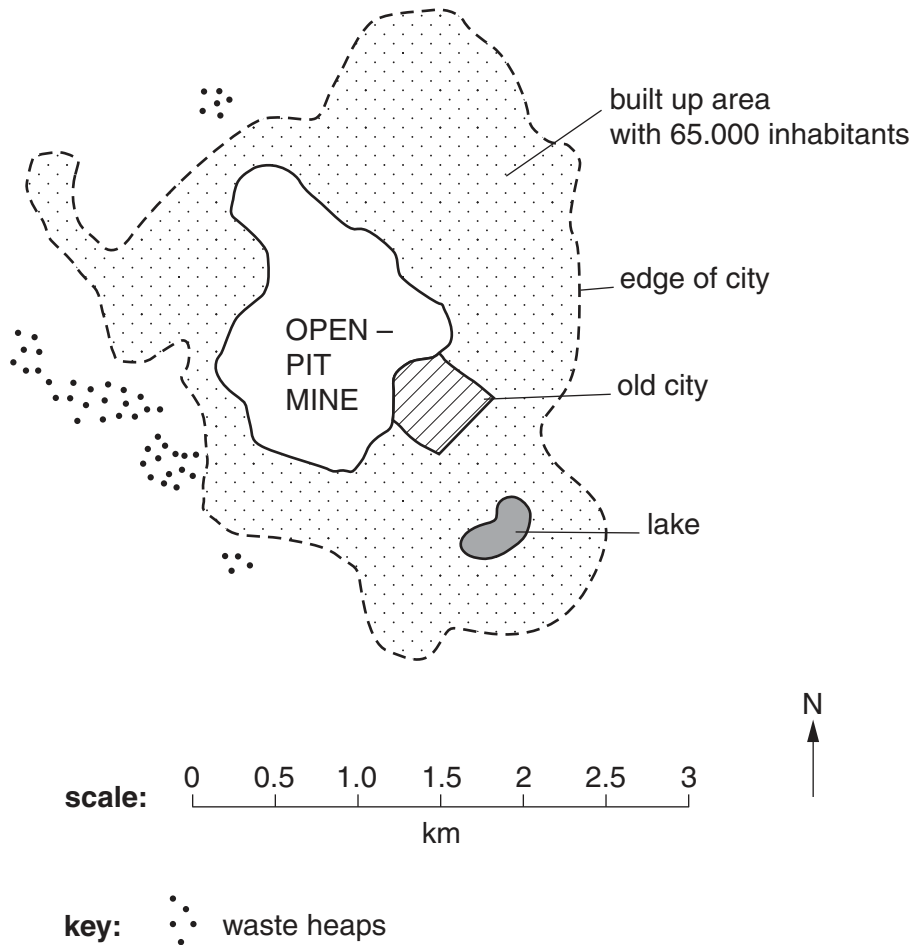 built up area
with 65.000 inhabitants
edge of city
OPEN –
PIT
MINE
old city
lake
N
scale:
0 0.5 1.0 1.5 2 2.5 3
km
key:
waste heaps